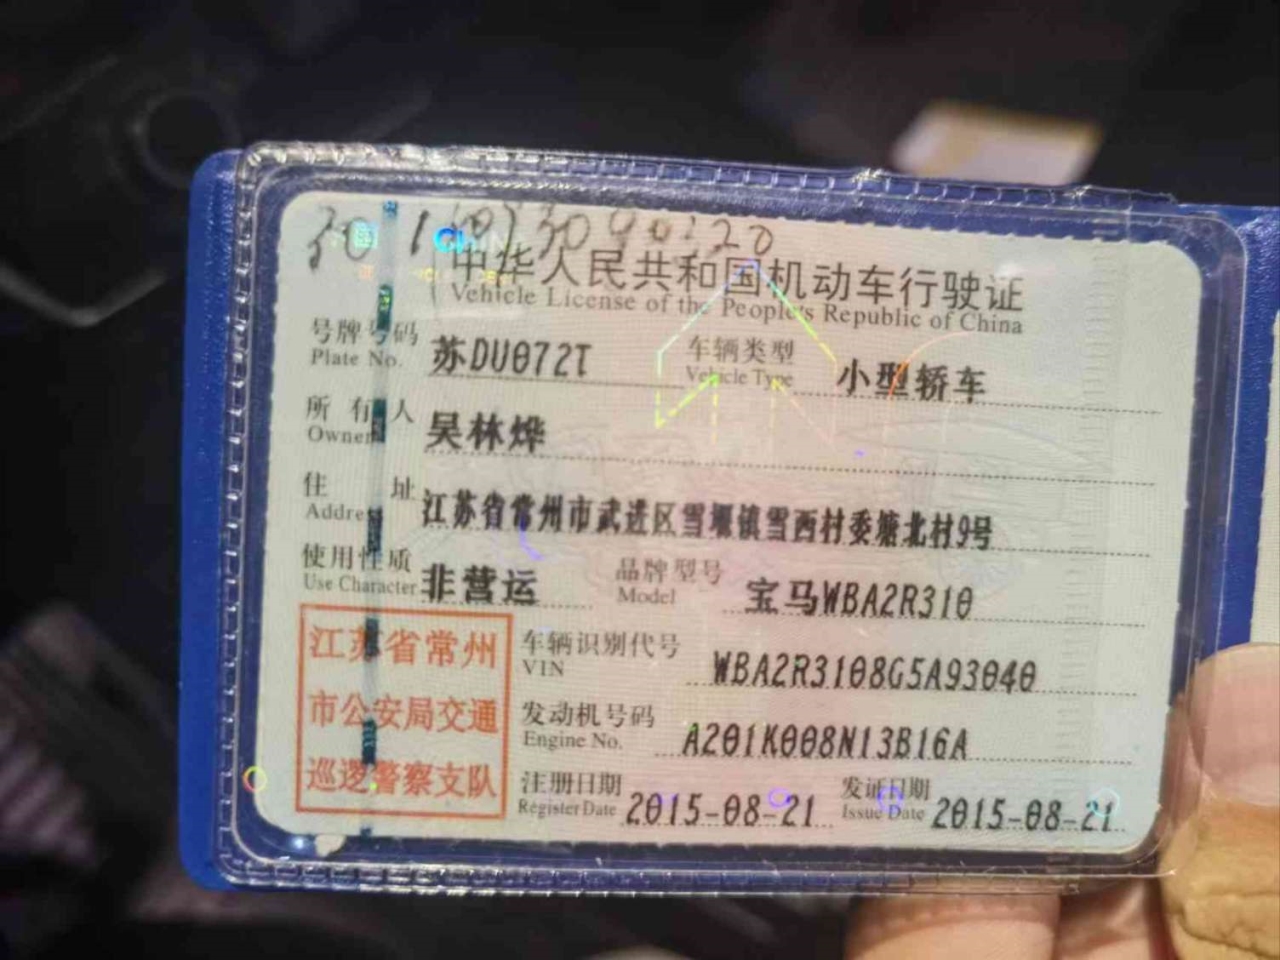 中华人民共和国机动车行驶证
Vehicle License of the People's Republic of China
号牌号码 苏DU072T 车辆类型 小型轿车
Plate No. Vehicle Type
所有人 吴林烨
Owner
住址 江苏省常州市武进区雪堰镇雪西村委塘北村9号
Address
使用性质 非营运 品牌型号 宝马WBA2R310
Use Character Model
江苏省常州
市公安局交通
巡逻警察支队
车辆识别代号 WBA2R3108G5A93040
VIN
发动机号码 A201K008N13B16A
Engine No.
注册日期 2015-08-21 发证日期 2015-08-21
Register Date Issue Date